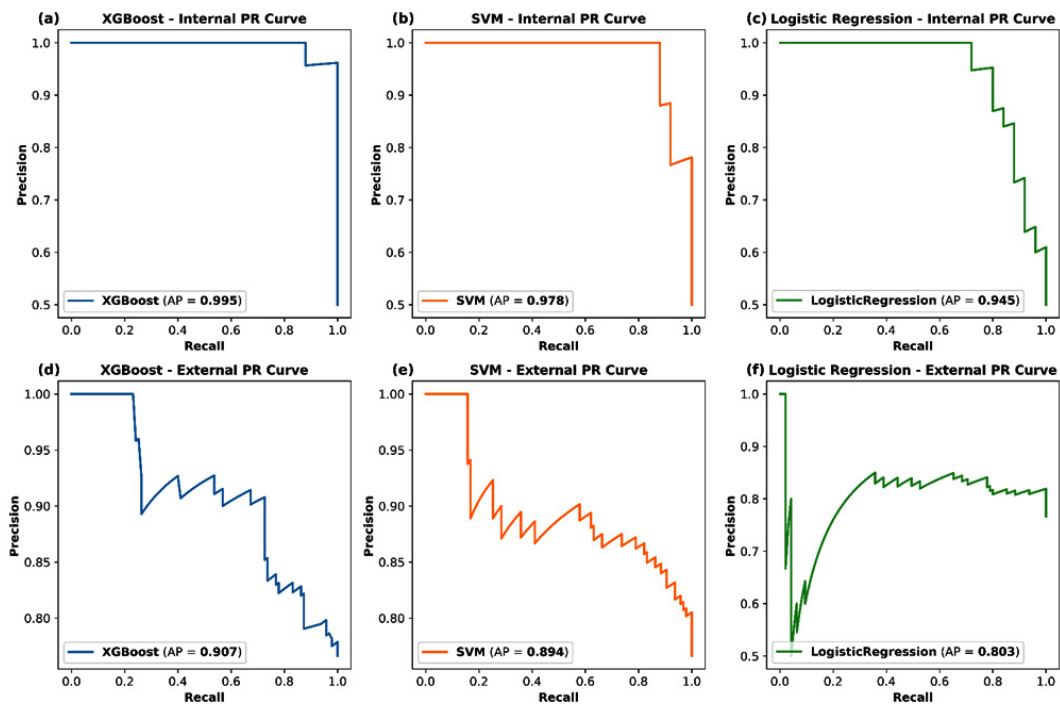 (a) XGBoost - Internal PR Curve
1.0
0.9
0.8
0.7
0.6
0.5
Precision
XGBoost (AP = 0.995)
0.0 0.2 0.4 0.6 0.8 1.0
Recall
(b) SVM - Internal PR Curve
1.0
0.9
0.8
0.7
0.6
0.5
Precision
SVM (AP = 0.978)
0.0 0.2 0.4 0.6 0.8 1.0
Recall
(c) Logistic Regression - Internal PR Curve
1.0
0.9
0.8
0.7
0.6
0.5
Precision
LogisticRegression (AP = 0.945)
0.0 0.2 0.4 0.6 0.8 1.0
Recall
(d) XGBoost - External PR Curve
1.00
0.95
0.90
0.85
0.80
Precision
XGBoost (AP = 0.907)
0.0 0.2 0.4 0.6 0.8 1.0
Recall
(e) SVM - External PR Curve
1.00
0.95
0.90
0.85
0.80
Precision
SVM (AP = 0.894)
0.0 0.2 0.4 0.6 0.8 1.0
Recall
(f) Logistic Regression - External PR Curve
1.0
0.9
0.8
0.7
0.6
0.5
Precision
LogisticRegression (AP = 0.803)
0.0 0.2 0.4 0.6 0.8 1.0
Recall